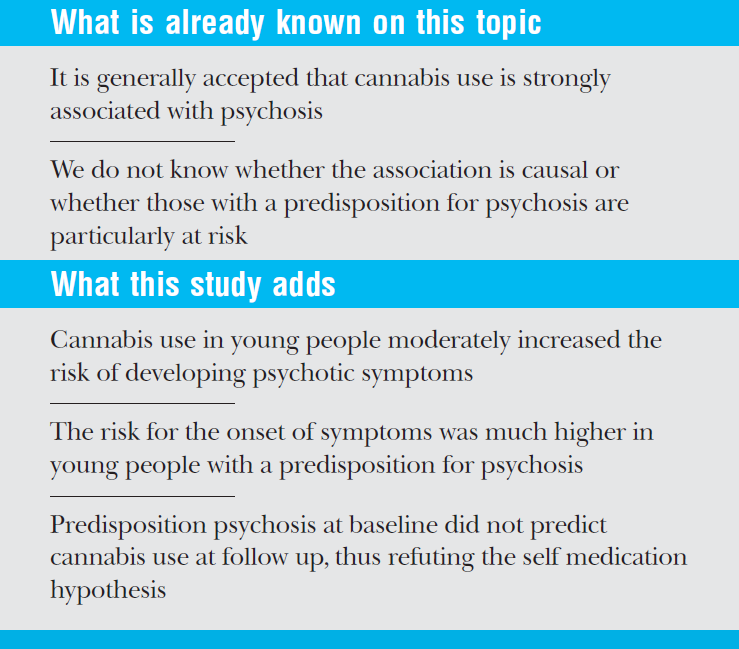 What is already known on this topic
It is generally accepted that cannabis use is strongly
associated with psychosis
We do not know whether the association is causal or
whether those with a predisposition for psychosis are
particularly at risk
What this study adds
Cannabis use in young people moderately increased the
risk of developing psychotic symptoms
The risk for the onset of symptoms was much higher in
young people with a predisposition for psychosis
Predisposition psychosis at baseline did not predict
cannabis use at follow up, thus refuting the self medication
hypothesis